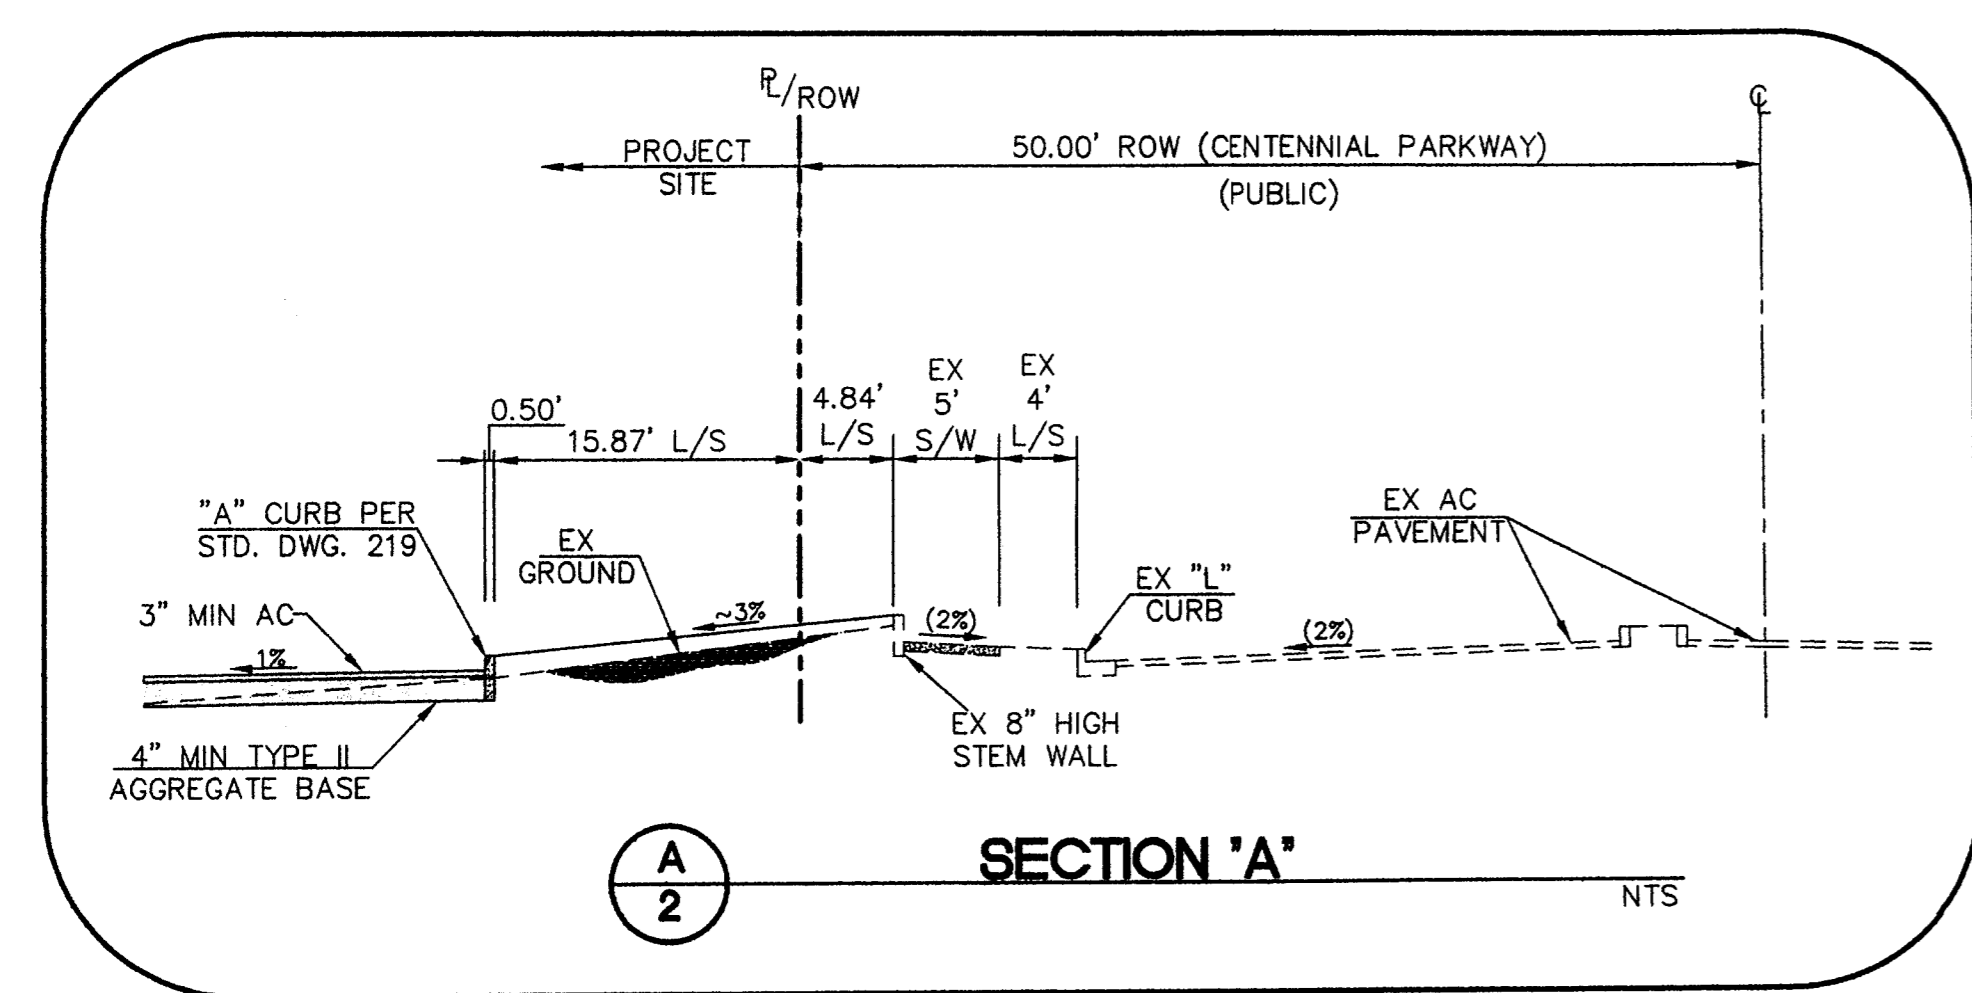 PL/ROW
CL
PROJECT
SITE
50.00' ROW (CENTENNIAL PARKWAY)
(PUBLIC)
0.50'
15.87' L/S
4.84'
L/S
EX
5'
S/W
EX
4'
L/S
"A" CURB PER
STD. DWG. 219
EX
GROUND
EX AC
PAVEMENT
EX "L"
CURB
3" MIN AC
1%
~3%
(2%)
(2%)
4" MIN TYPE II
AGGREGATE BASE
EX 8" HIGH
STEM WALL
A
2
SECTION "A"
NTS